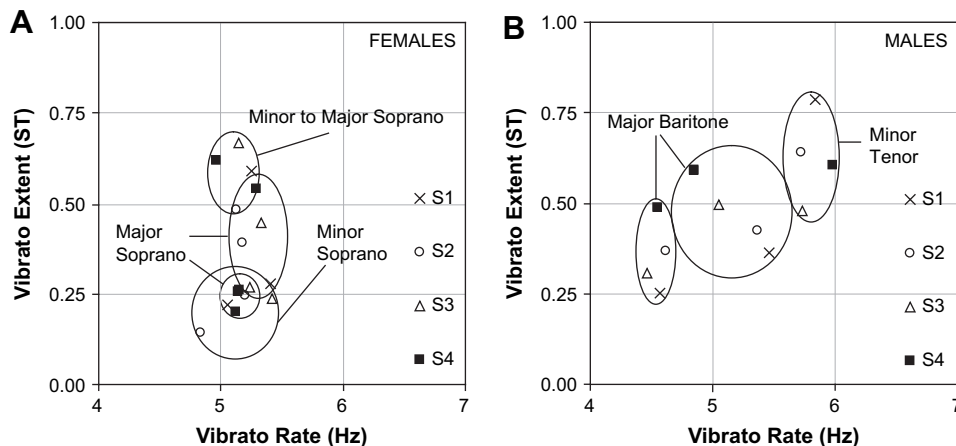 A
FEMALES
1.00
0.75
0.50
0.25
0.00
Vibrato Extent (ST)
Minor to Major Soprano
Major
Soprano
Minor
Soprano
S1
S2
S3
S4
4
5
6
7
Vibrato Rate (Hz)
B
MALES
1.00
0.75
0.50
0.25
0.00
Vibrato Extent (ST)
Major Baritone
Minor
Tenor
S1
S2
S3
S4
4
5
6
7
Vibrato Rate (Hz)